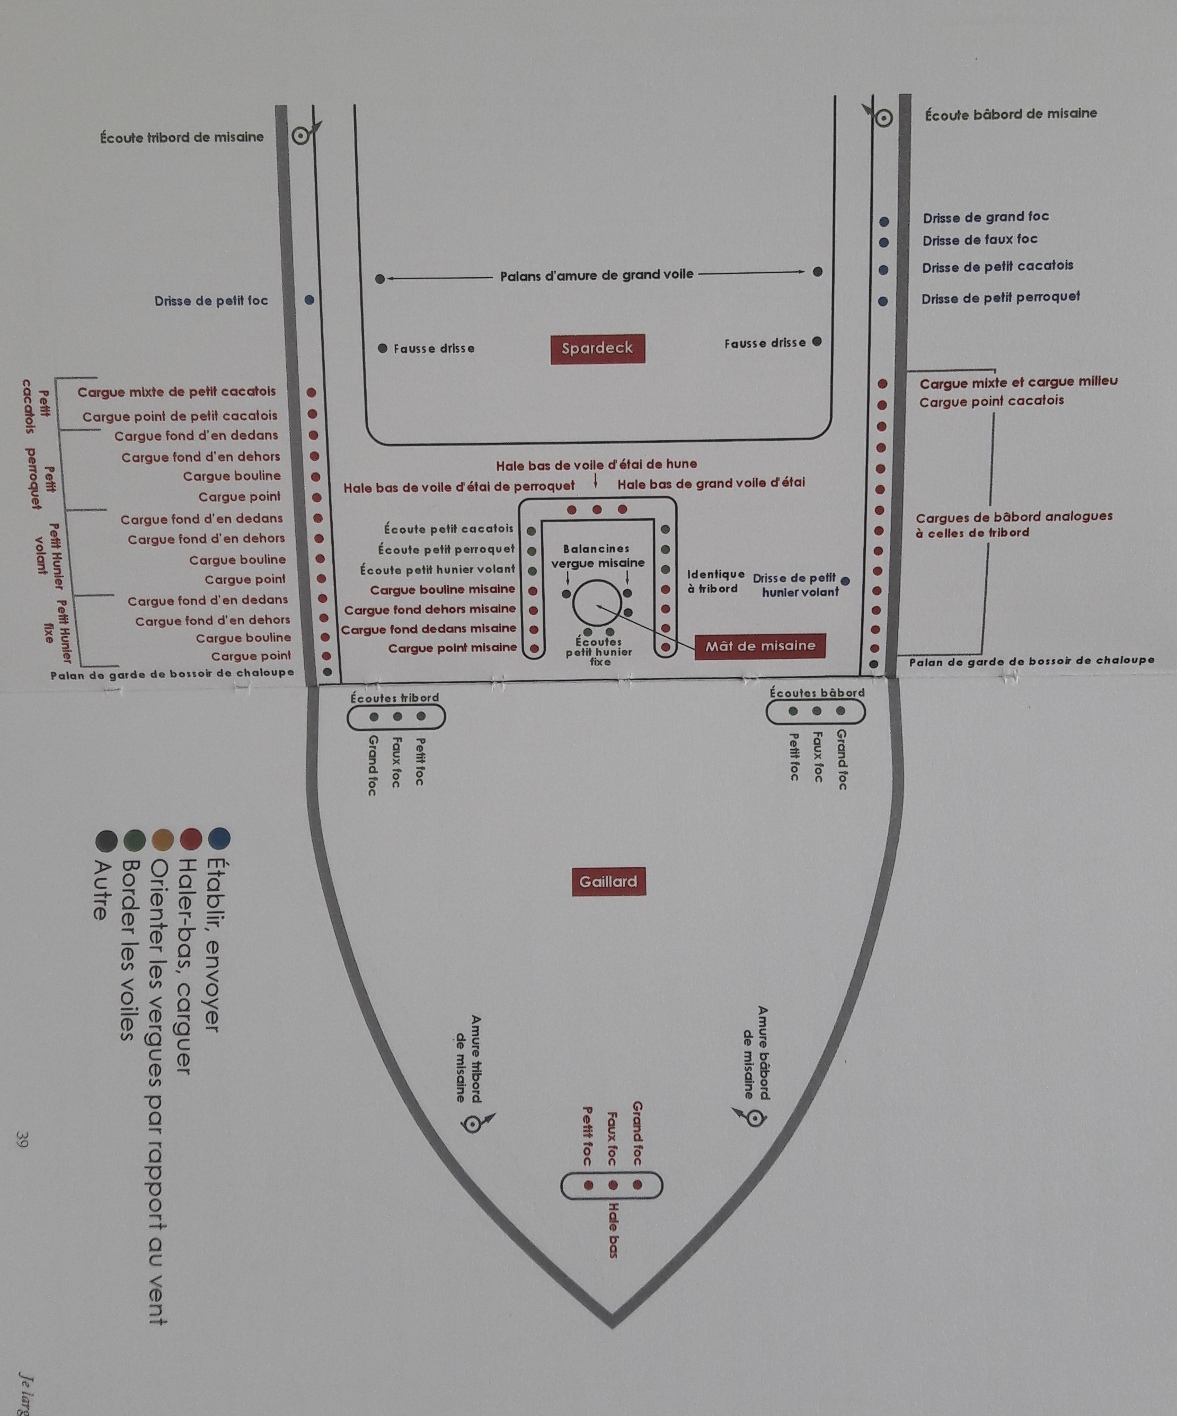 Écoute tribord de misaine
Écoute bâbord de misaine
Drisse de grand foc
Drisse de faux foc
Drisse de petit cacatois
Drisse de petit perroquet
Palans d'amure de grand voile
Drisse de petit foc
Fausse drisse
Spardeck
Fausse drisse
Petit
cacatois
Petit
perroquet
Petit Hunier
volant
Petit Hunier
fixe
Cargue mixte de petit cacatois
Cargue point de petit cacatois
Cargue fond d'en dedans
Cargue fond d'en dehors
Cargue bouline
Cargue point
Cargue fond d'en dedans
Cargue fond d'en dehors
Cargue bouline
Cargue point
Cargue fond d'en dedans
Cargue fond d'en dehors
Cargue bouline
Cargue point
Palan de garde de bossoir de chaloupe
Cargue mixte et cargue milieu
Cargue point cacatois
Cargues de bâbord analogues
à celles de tribord
Palan de garde de bossoir de chaloupe
Hale bas de voile d'étai de hune
Hale bas de voile d'étai de perroquet
Hale bas de grand voile d'étai
Écoute petit cacatois
Écoute petit perroquet
Écoute petit hunier volant
Cargue bouline misaine
Cargue fond dehors misaine
Cargue fond dedans misaine
Cargue point misaine
Balancines
vergue misaine
Écoutes
petit hunier
fixe
Identique
à tribord
Drisse de petit
hunier volant
Mât de misaine
Écoutes tribord
Grand foc
Faux foc
Petit foc
Écoutes bâbord
Petit foc
Faux foc
Grand foc
Gaillard
Amure tribord
de misaine
Amure bâbord
de misaine
Grand foc
Faux foc
Petit foc
Hale bas
Établir, envoyer
Haler-bas, carguer
Orienter les vergues par rapport au vent
Border les voiles
Autre
39
Je larg